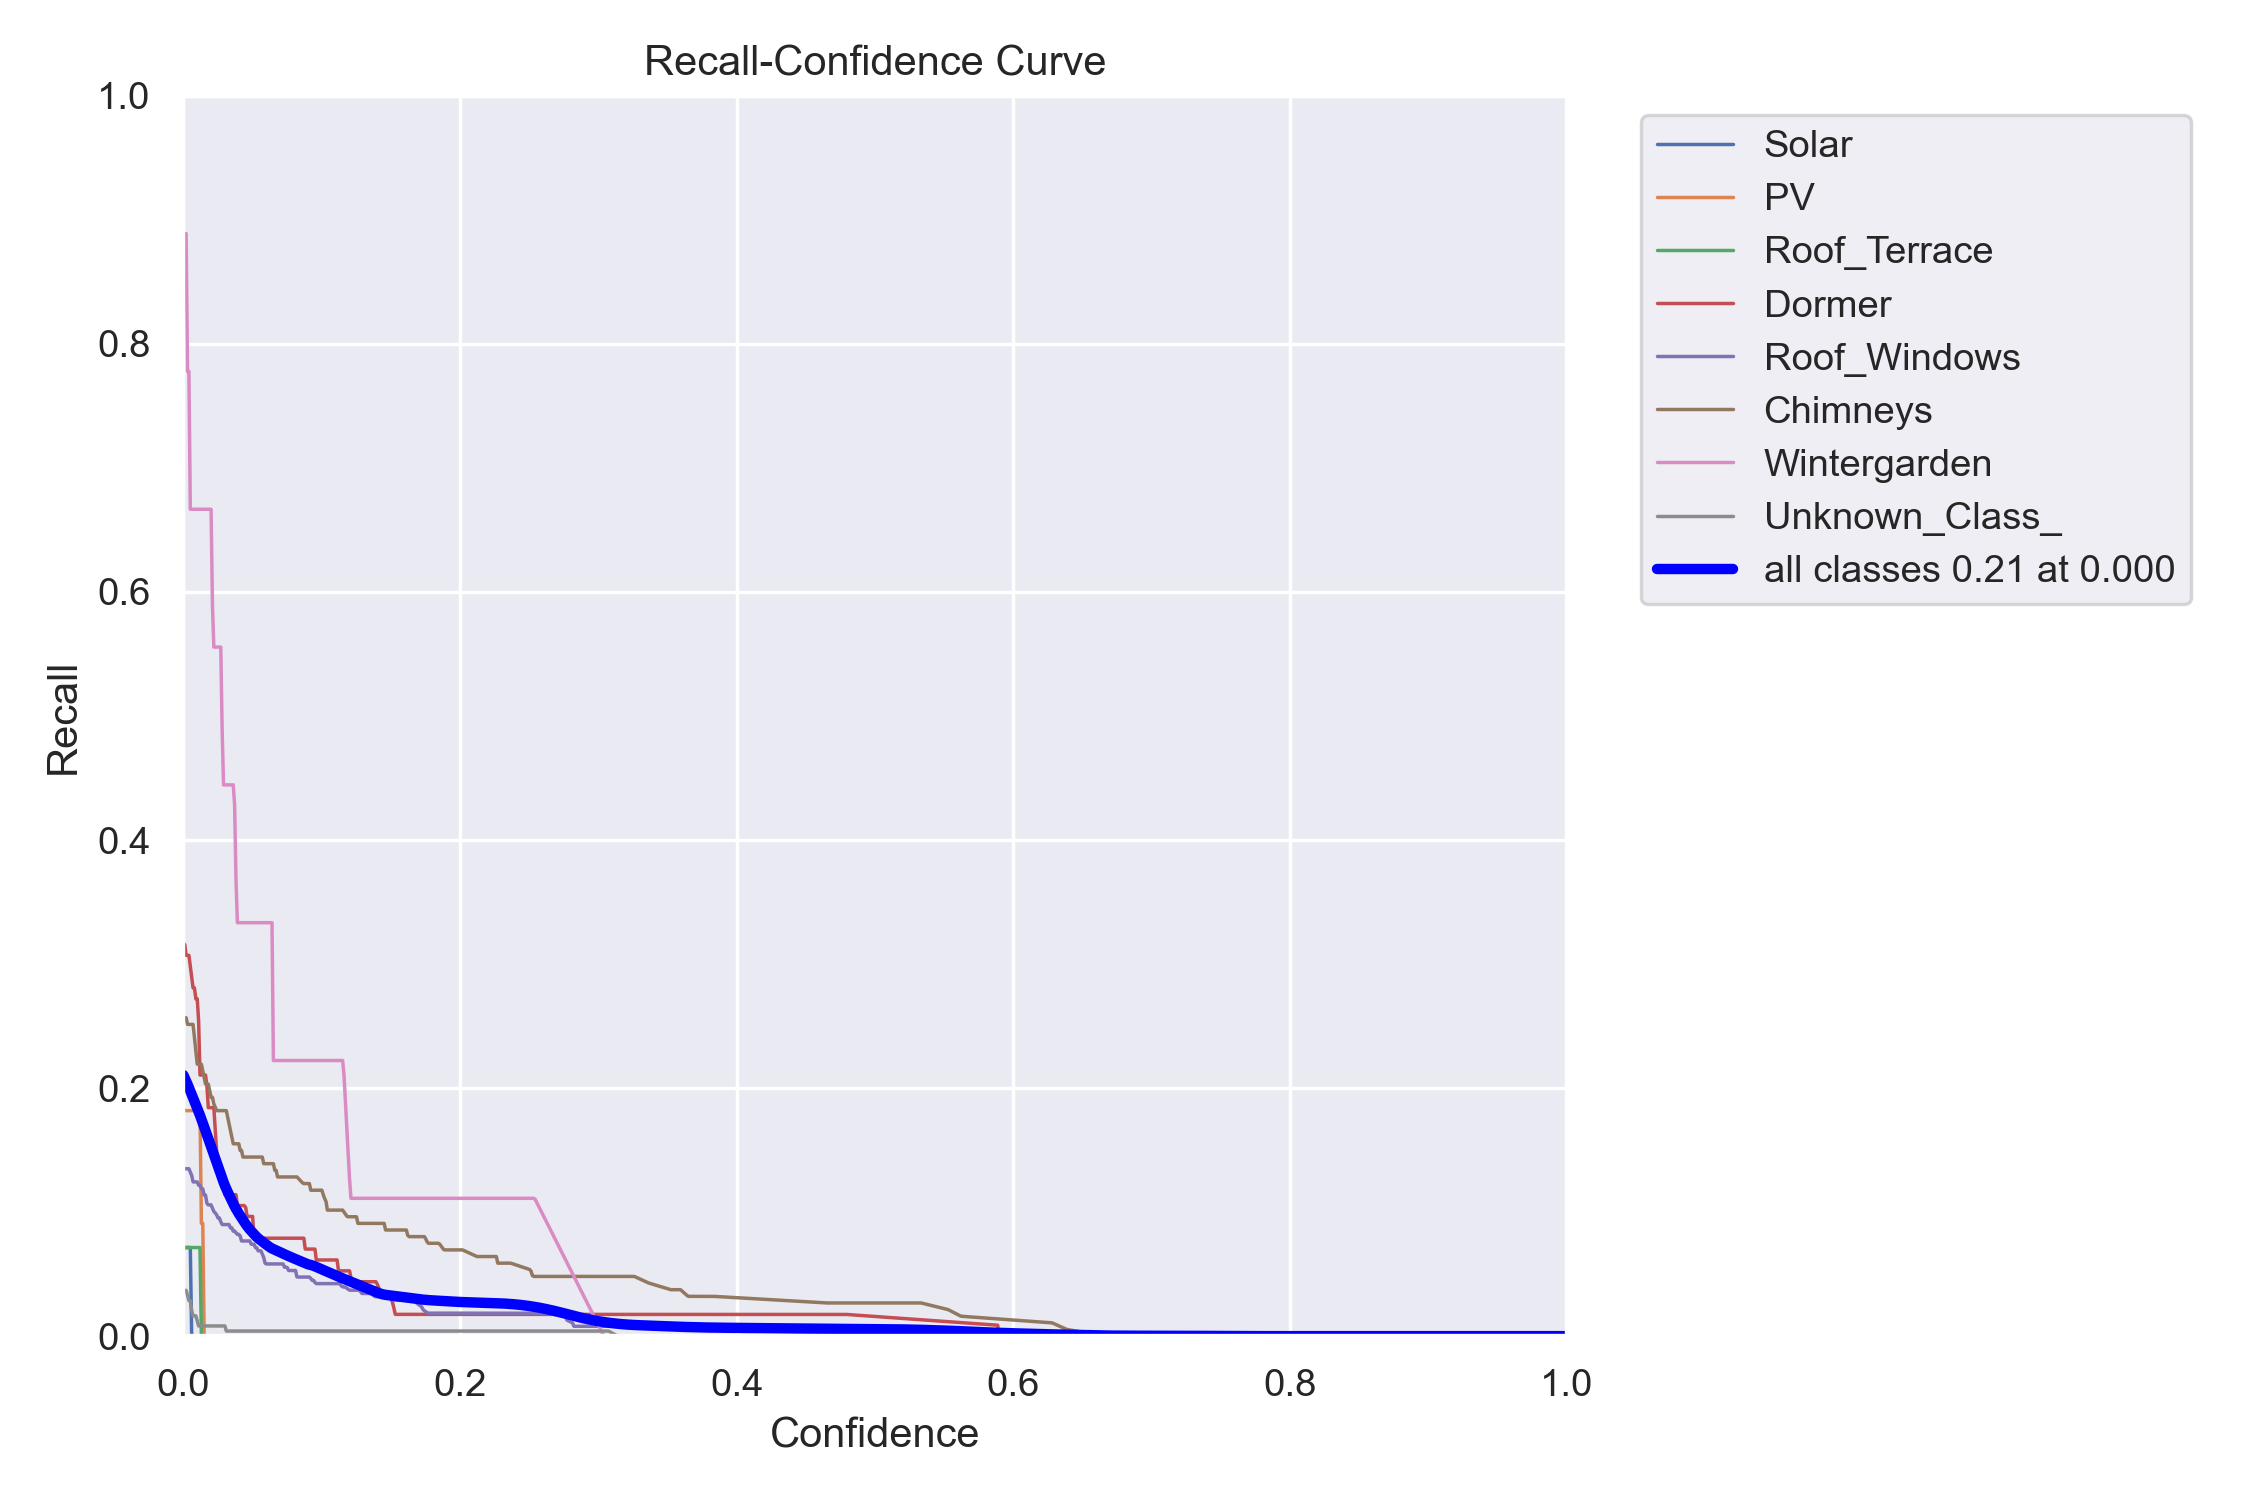 Recall-Confidence Curve
1.0
0.8
0.6
0.4
0.2
0.0
0.0 0.2 0.4 0.6 0.8 1.0
Recall
Confidence
Solar
PV
Roof_Terrace
Dormer
Roof_Windows
Chimneys
Wintergarden
Unknown_Class_
all classes 0.21 at 0.000